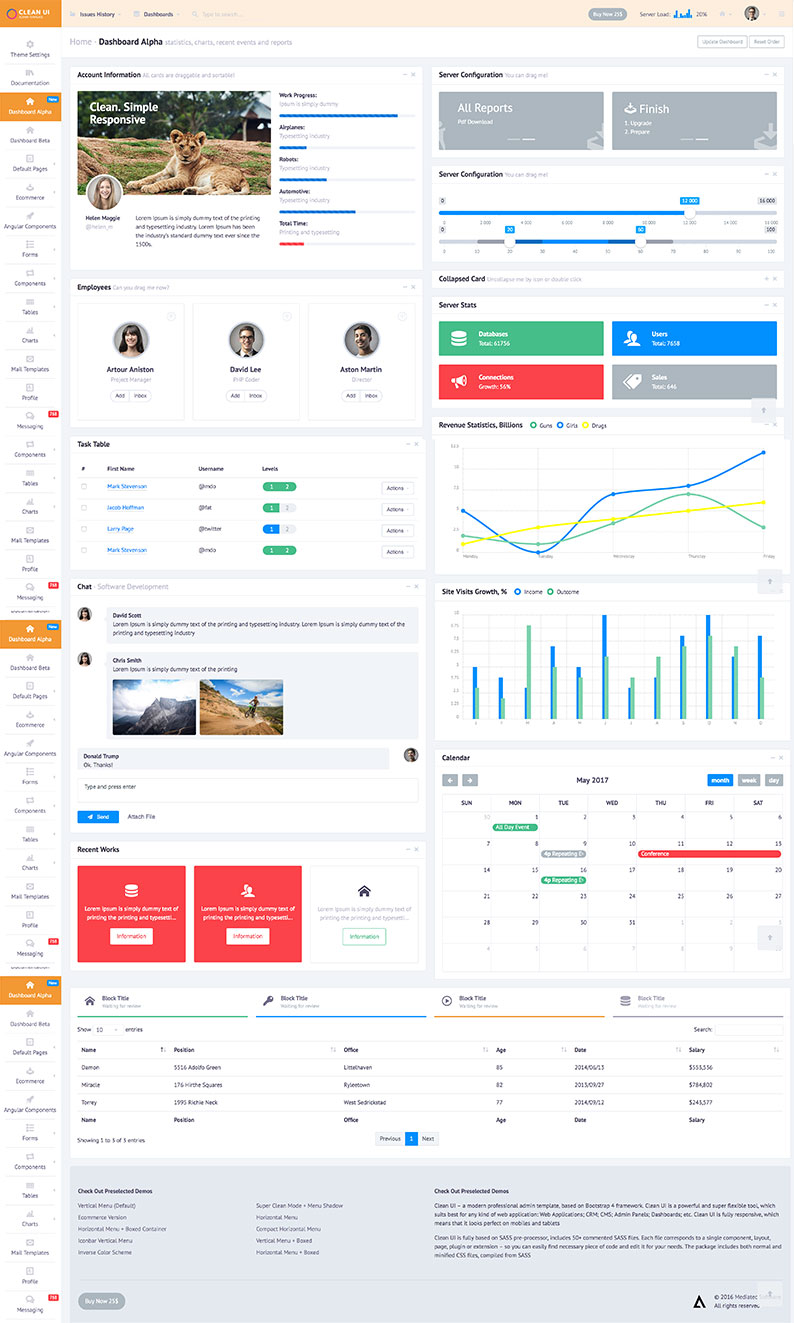 CLEAN UI
Issues History
Dashboards
Type to search ...
Buy Now 25$
Server Load:
20%
Home · Dashboard Alpha statistics, charts, recent events and reports
Update Dashboard
Reset Order
Theme Settings
Documentation
New
Dashboard Alpha
Dashboard Beta
Default Pages
Ecommerce
Angular Components
Forms
Components
Tables
Charts
Mail Templates
Profile
768
Messaging
Components
Tables
Charts
Mail Templates
Profile
768
Messaging
New
Dashboard Alpha
Dashboard Beta
Default Pages
Ecommerce
Angular Components
Forms
Components
Tables
Charts
Mail Templates
Profile
768
Messaging
New
Dashboard Alpha
Dashboard Beta
Default Pages
Ecommerce
Angular Components
Forms
Components
Tables
Charts
Mail Templates
Profile
768
Messaging
Account Information All cards are draggable and sortable!
Clean. Simple
Responsive
Helen Maggie
@helen_m
Lorem Ipsum is simply dummy text of the printing
and typesetting industry. Lorem Ipsum has been
the industry's standard dummy text ever since the
1500s.
Work Progress:
Ipsum is simply dummy
Airplanes:
Typesetting industry
Robots:
Typesetting industry
Automotive:
Typesetting industry
Total Time:
Printing and typesetting
Employees Can you drag me now?
Artour Aniston
Project Manager
Add
Inbox
David Lee
PHP Coder
Add
Inbox
Aston Martin
Director
Add
Inbox
Task Table
# First Name Username Levels
Mark Stevenson @mdo 1 2 Actions
Jacob Hoffman @fat 1 2 Actions
Larry Page @twitter 1 2 Actions
Mark Stevenson @mdo 1 2 Actions
Chat · Software Development
David Scott
Lorem Ipsum is simply dummy text of the printing and typesetting industry. Lorem Ipsum is simply dummy text of the
printing and typesetting industry
Chris Smith
Lorem Ipsum is simply dummy text of the printing
Donald Trump
Ok. Thanks!
Type and press enter
Send
Attach File
Recent Works
Lorem Ipsum is simply dummy text of
printing the printing and typesetti...
Information
Lorem Ipsum is simply dummy text of
printing the printing and typesetti...
Information
Lorem Ipsum is simply dummy text of
printing the printing and typesetti...
Information
Server Configuration You can drag me!
All Reports
Pdf Download
Finish
1. Upgrade
2. Prepare
Server Configuration You can drag me!
0 12 000 16 000
2 000 4 000 6 000 8 000 10 000 12 000 14 000 16 000
0 20 60 100
0 10 20 30 40 50 60 70 80 90 100
Collapsed Card Uncollapse me by icon or double click
Server Stats
Databases
Total: 61756
Users
Total: 7658
Connections
Growth: 56%
Sales
Total: 646
Revenue Statistics, Billions Guns Girls Drugs
12.5
10
7.5
5
2.5
0
Monday Tuesday Wednesday Thursday Friday
Site Visits Growth, % Income Outcome
10
8.75
7.5
6.25
5
3.75
2.5
1.25
0
J F M A M J J A S O N D
Calendar
May 2017
month
week
day
SUN MON TUE WED THU FRI SAT
30 1 2 3 4 5 6
All Day Event
7 8 9 10 11 12 13
4p Repeating E
Conference
14 15 16 17 18 19 20
4p Repeating E
21 22 23 24 25 26 27
28 29 30 31 1 2 3
4 5 6 7 8 9 10
Block Title
Waiting for review
Block Title
Waiting for review
Block Title
Waiting for review
Block Title
Waiting for review
Show 10 entries
Search:
Name Position Office Age Date Salary
Damon 5516 Adolfo Green Littelhaven 85 2014/06/13 $553,536
Miracle 176 Hirthe Squares Ryleetown 82 2013/09/27 $784,802
Torrey 1995 Richie Neck West Sedrickstad 77 2014/09/12 $243,577
Name Position Office Age Date Salary
Showing 1 to 3 of 3 entries
Previous 1 Next
Check Out Preselected Demos
Vertical Menu (Default)
Ecommerce Version
Horizontal Menu + Boxed Container
Iconbar Vertical Menu
Inverse Color Scheme
Super Clean Mode + Menu Shadow
Horizontal Menu
Compact Horizontal Menu
Vertical Menu + Boxed
Horizontal Menu + Boxed
Check Out Preselected Demos
Clean UI – a modern professional admin template, based on Bootstrap 4 framework. Clean UI is a powerful and super flexible tool, which
suits best for any kind of web application: Web Applications; CRM; CMS; Admin Panels; Dashboards; etc. Clean UI is fully responsive, which
means that it looks perfect on mobiles and tablets
Clean UI is fully based on SASS pre-processor, includes 50+ commented SASS files. Each file corresponds to a single component, layout,
page, plugin or extension – so you can easily find necessary piece of code and edit it for your needs. The package includes both normal and
minified CSS files, compiled from SASS
Buy Now 25$
© 2016 Mediatec
All rights reserved